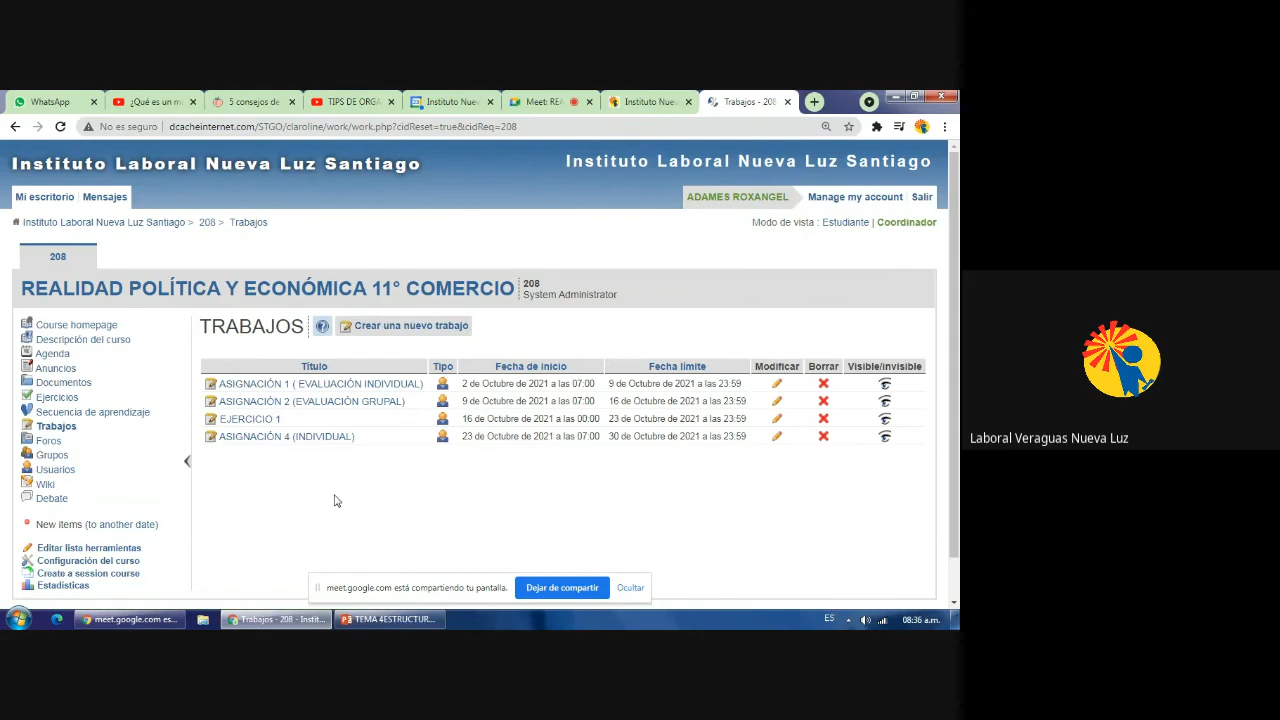 WhatsApp
¿Qué es un m
5 consejos de
TIPS DE ORGA
Instituto Nuev
Meet: REA
Instituto Nuev
Trabajos - 208
No es seguro
dcacheinternet.com/STGO/claroline/work/work.php?cidReset=true&cidReq=208
Instituto Laboral Nueva Luz Santiago
Instituto Laboral Nueva Luz Santiago
Mi escritorio Mensajes
ADAMES ROXANGEL Manage my account Salir
Instituto Laboral Nueva Luz Santiago > 208 > Trabajos
Modo de vista : Estudiante | Coordinador
208
REALIDAD POLÍTICA Y ECONÓMICA 11° COMERCIO
208
System Administrator
Course homepage
Descripción del curso
Agenda
Anuncios
Documentos
Ejercicios
Secuencia de aprendizaje
Trabajos
Foros
Grupos
Usuarios
Wiki
Debate
New items (to another date)
Editar lista herramientas
Configuración del curso
Create a session course
Estadísticas
TRABAJOS
Crear una nuevo trabajo
Título Tipo Fecha de inicio Fecha límite Modificar Borrar Visible/invisible
ASIGNACIÓN 1 ( EVALUACIÓN INDIVIDUAL) 2 de Octubre de 2021 a las 07:00 9 de Octubre de 2021 a las 23:59
ASIGNACIÓN 2 (EVALUACIÓN GRUPAL) 9 de Octubre de 2021 a las 07:00 16 de Octubre de 2021 a las 23:59
EJERCICIO 1 16 de Octubre de 2021 a las 00:00 23 de Octubre de 2021 a las 23:59
ASIGNACIÓN 4 (INDIVIDUAL) 23 de Octubre de 2021 a las 07:00 30 de Octubre de 2021 a las 23:59
meet.google.com está compartiendo tu pantalla. Dejar de compartir Ocultar
meet.google.com es...
Trabajos - 208 - Instit...
TEMA 4ESTRUCTUR...
ES
08:36 a.m.
Laboral Veraguas Nueva Luz